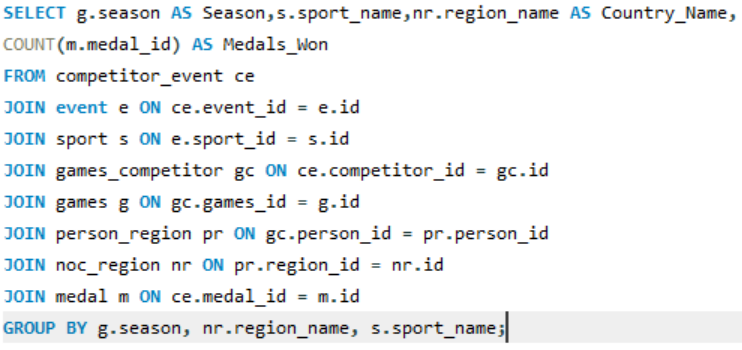 SELECT g.season AS Season,s.sport_name,nr.region_name AS Country_Name,
COUNT(m.medal_id) AS Medals_Won
FROM competitor_event ce
JOIN event e ON ce.event_id = e.id
JOIN sport s ON e.sport_id = s.id
JOIN games_competitor gc ON ce.competitor_id = gc.id
JOIN games g ON gc.games_id = g.id
JOIN person_region pr ON gc.person_id = pr.person_id
JOIN noc_region nr ON pr.region_id = nr.id
JOIN medal m ON ce.medal_id = m.id
GROUP BY g.season, nr.region_name, s.sport_name;